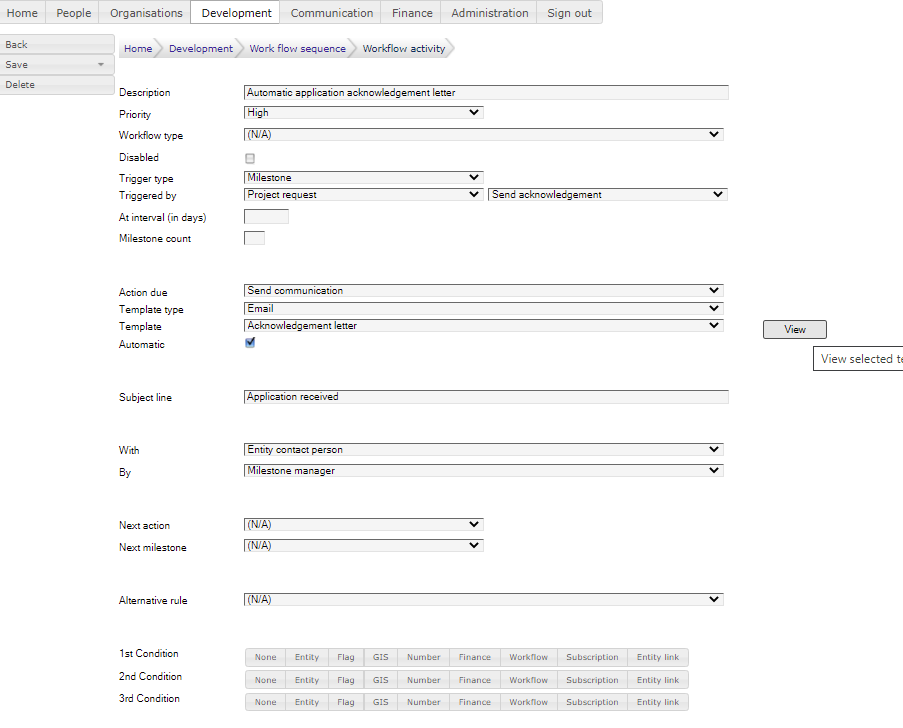 Home People Organisations Development Communication Finance Administration Sign out
Back
Save
Delete
Home Development Work flow sequence Workflow activity
Description Automatic application acknowledgement letter
Priority High
Workflow type (N/A)
Disabled
Trigger type Milestone
Triggered by Project request Send acknowledgement
At interval (in days)
Milestone count
Action due Send communication
Template type Email
Template Acknowledgement letter
View
Automatic
View selected
Subject line Application received
With Entity contact person
By Milestone manager
Next action (N/A)
Next milestone (N/A)
Alternative rule (N/A)
1st Condition None Entity Flag GIS Number Finance Workflow Subscription Entity link
2nd Condition None Entity Flag GIS Number Finance Workflow Subscription Entity link
3rd Condition None Entity Flag GIS Number Finance Workflow Subscription Entity link